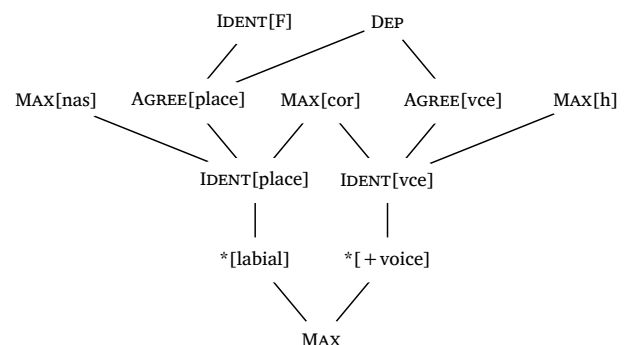 IDENT[F] DEP
MAX[nas] AGREE[place] MAX[cor] AGREE[vce] MAX[h]
IDENT[place] IDENT[vce]
*[labial] *[+voice]
MAX